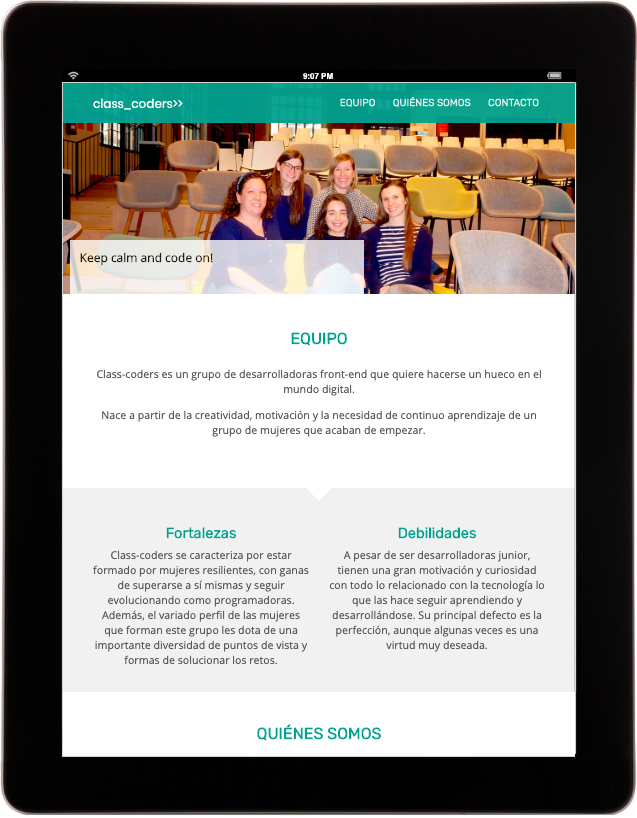 9:07 PM
class_coders>>
EQUIPO QUIÉNES SOMOS CONTACTO
Keep calm and code on!
EQUIPO
Class-coders es un grupo de desarrolladoras front-end que quiere hacerse un hueco en el
mundo digital.
Nace a partir de la creatividad, motivación y la necesidad de continuo aprendizaje de un
grupo de mujeres que acaban de empezar.
Fortalezas
Class-coders se caracteriza por estar
formado por mujeres resilientes, con ganas
de superarse a sí mismas y seguir
evolucionando como programadoras.
Además, el variado perfil de las mujeres
que forman este grupo les dota de una
importante diversidad de puntos de vista y
formas de solucionar los retos.
Debilidades
A pesar de ser desarrolladoras junior,
tienen una gran motivación y curiosidad
con todo lo relacionado con la tecnología lo
que las hace seguir aprendiendo y
desarrollándose. Su principal defecto es la
perfección, aunque algunas veces es una
virtud muy deseada.
QUIÉNES SOMOS